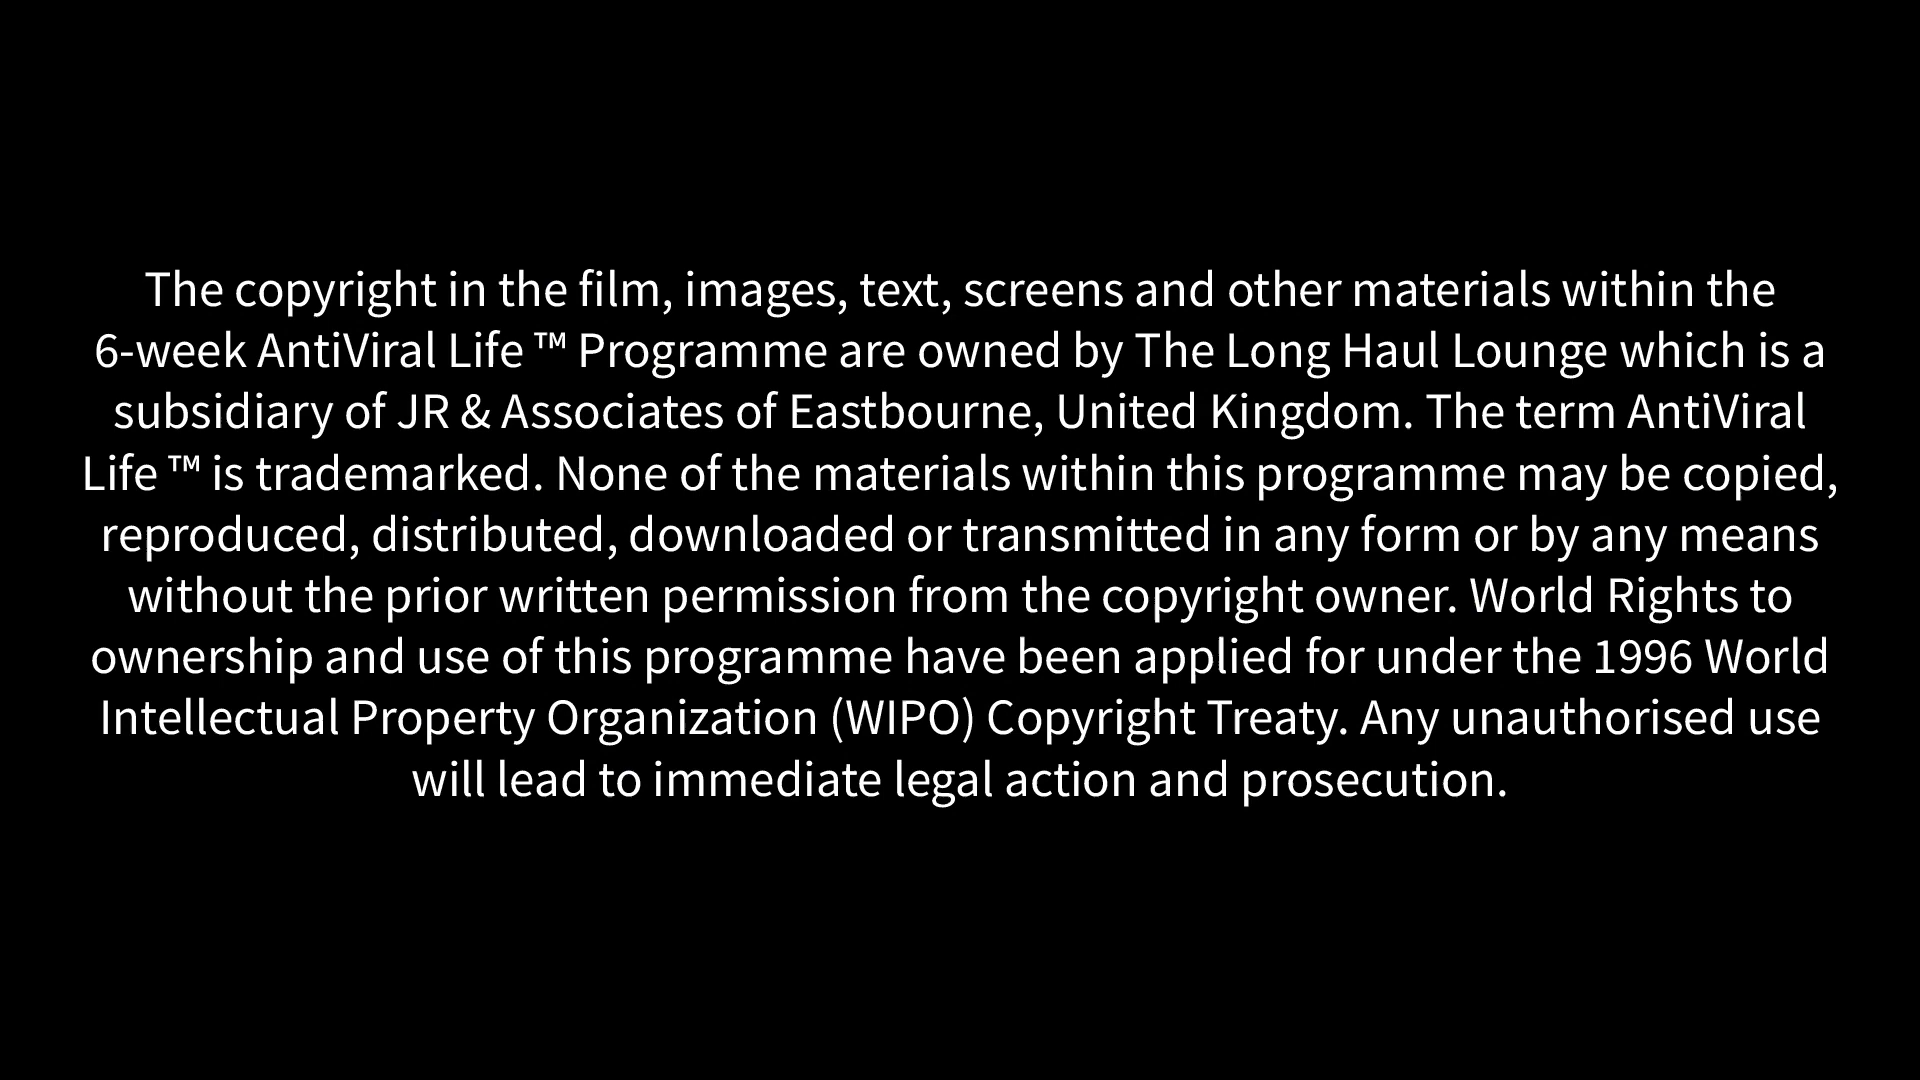 The copyright in the film, images, text, screens and other materials within the
6-week AntiViral Life ™ Programme are owned by The Long Haul Lounge which is a
subsidiary of JR & Associates of Eastbourne, United Kingdom. The term AntiViral
Life ™ is trademarked. None of the materials within this programme may be copied,
reproduced, distributed, downloaded or transmitted in any form or by any means
without the prior written permission from the copyright owner. World Rights to
ownership and use of this programme have been applied for under the 1996 World
Intellectual Property Organization (WIPO) Copyright Treaty. Any unauthorised use
will lead to immediate legal action and prosecution.